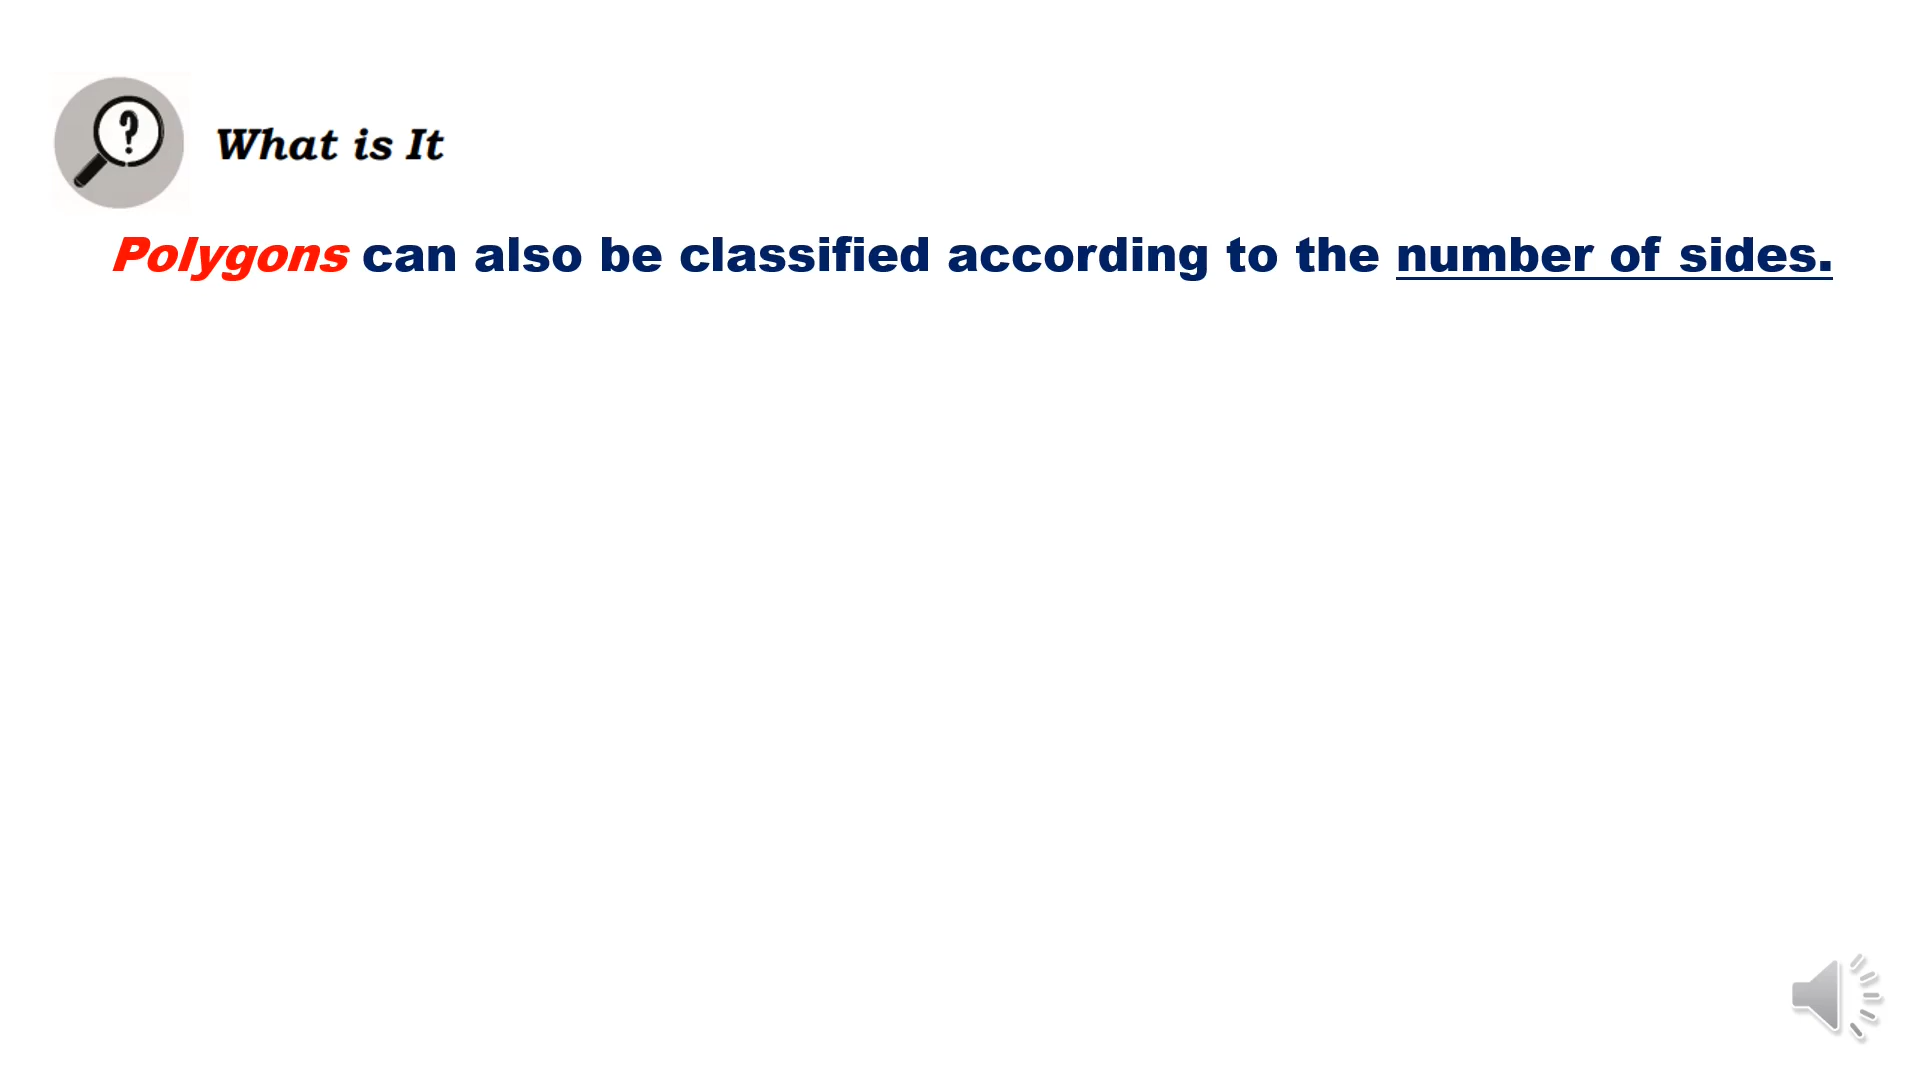 What is It
Polygons can also be classified according to the number of sides.